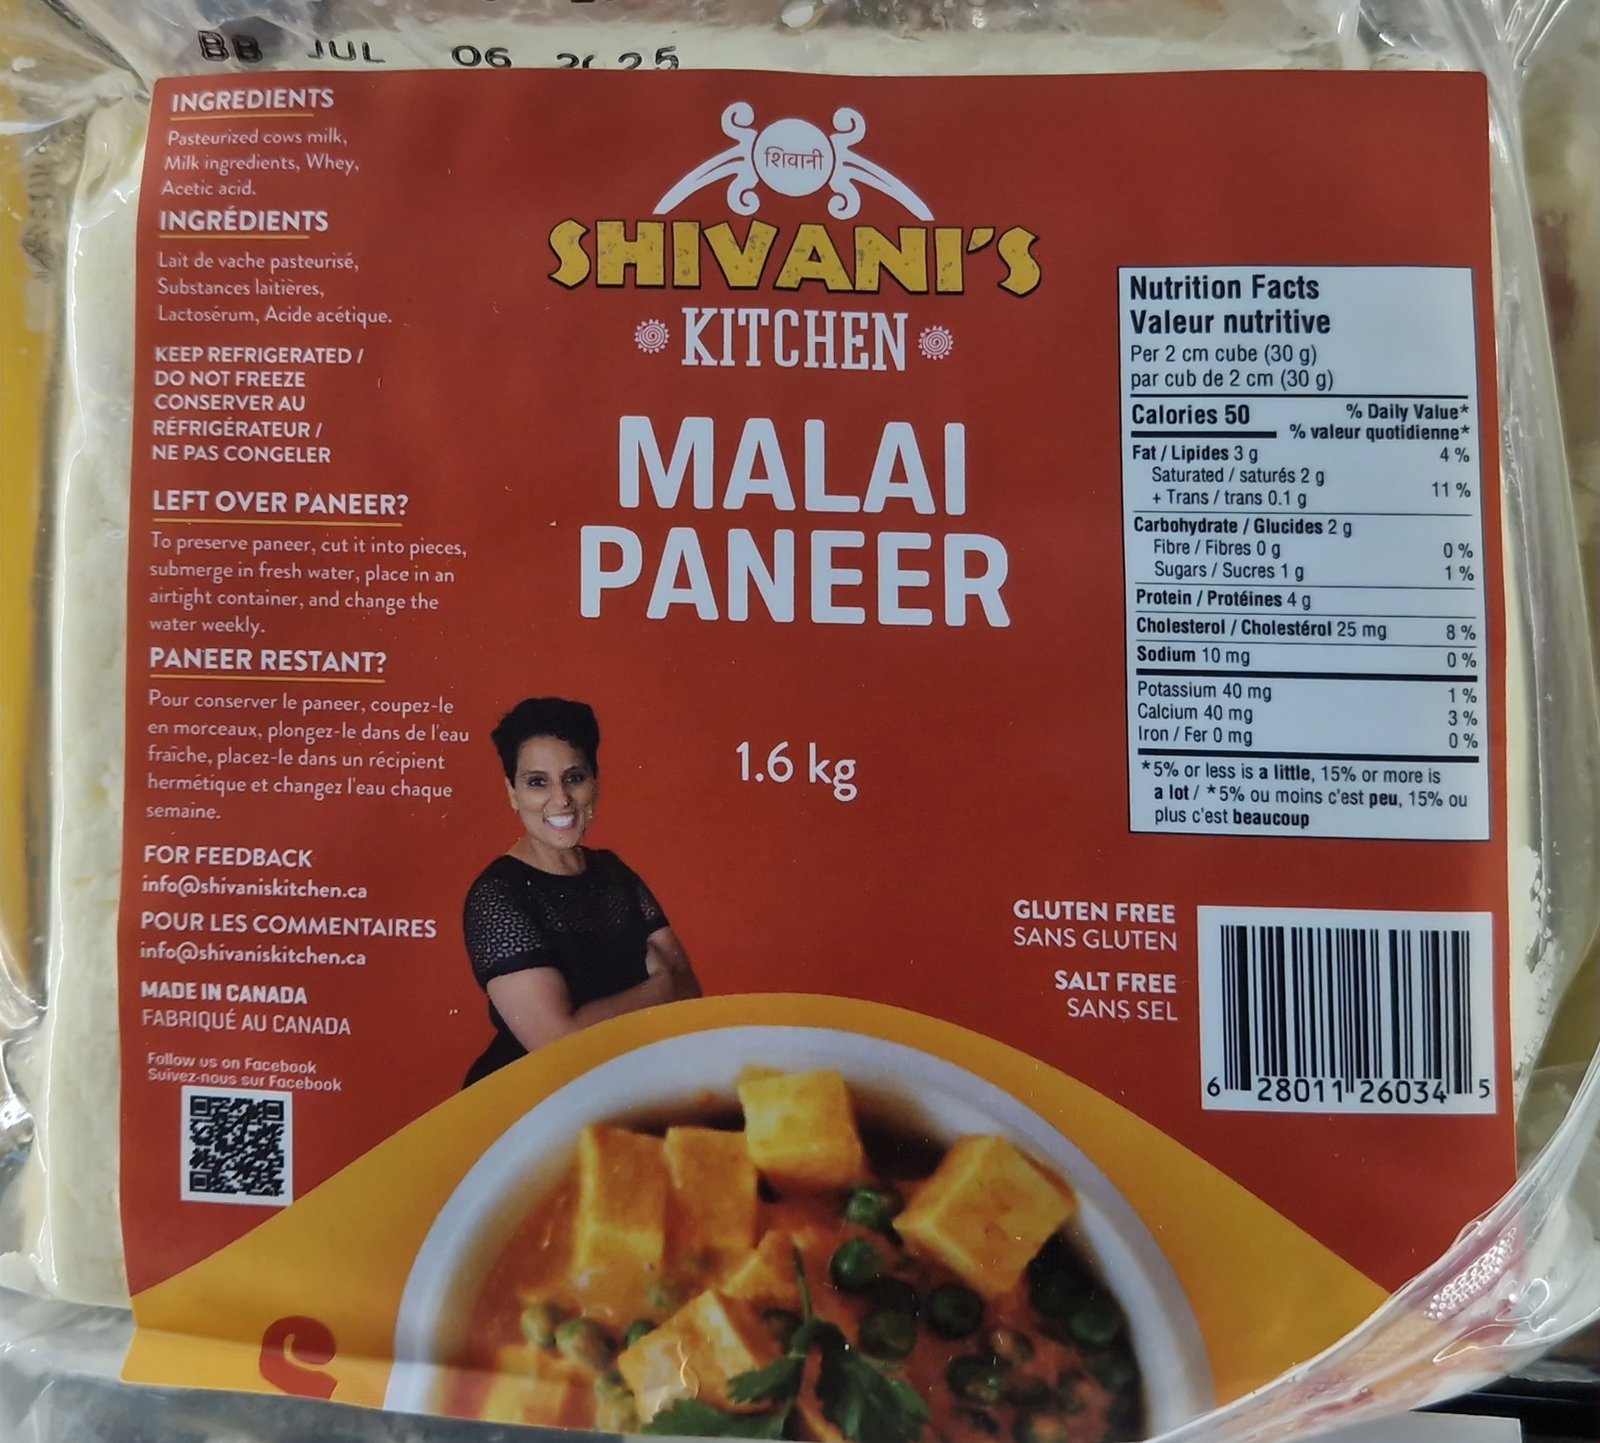 BB JUL 06 2025
INGREDIENTS
Pasteurized cows milk,
Milk ingredients, Whey,
Acetic acid.
INGRÉDIENTS
Lait de vache pasteurisé,
Substances laitières,
Lactosérum, Acide acétique.
KEEP REFRIGERATED /
DO NOT FREEZE
CONSERVER AU
RÉFRIGÉRATEUR /
NE PAS CONGELER
LEFT OVER PANEER?
To preserve paneer, cut it into pieces,
submerge in fresh water, place in an
airtight container, and change the
water weekly.
PANEER RESTANT?
Pour conserver le paneer, coupez-le
en morceaux, plongez-le dans de l'eau
fraîche, placez-le dans un récipient
hermétique et changez l'eau chaque
semaine.
FOR FEEDBACK
info@shivaniskitchen.ca
POUR LES COMMENTAIRES
info@shivaniskitchen.ca
MADE IN CANADA
FABRIQUÉ AU CANADA
Follow us on Facebook
Suivez-nous sur Facebook
शिवानी
SHIVANI'S
KITCHEN
MALAI
PANEER
1.6 kg
Nutrition Facts
Valeur nutritive
Per 2 cm cube (30 g)
par cub de 2 cm (30 g)
Calories 50 % Daily Value*
% valeur quotidienne*
Fat / Lipides 3 g 4 %
Saturated / saturés 2 g
+ Trans / trans 0.1 g 11 %
Carbohydrate / Glucides 2 g
Fibre / Fibres 0 g 0 %
Sugars / Sucres 1 g 1 %
Protein / Protéines 4 g
Cholesterol / Cholestérol 25 mg 8 %
Sodium 10 mg 0 %
Potassium 40 mg 1 %
Calcium 40 mg 3 %
Iron / Fer 0 mg 0 %
*5% or less is a little, 15% or more is
a lot / *5% ou moins c'est peu, 15% ou
plus c'est beaucoup
GLUTEN FREE
SANS GLUTEN
SALT FREE
SANS SEL
6 28011 26034 5
S